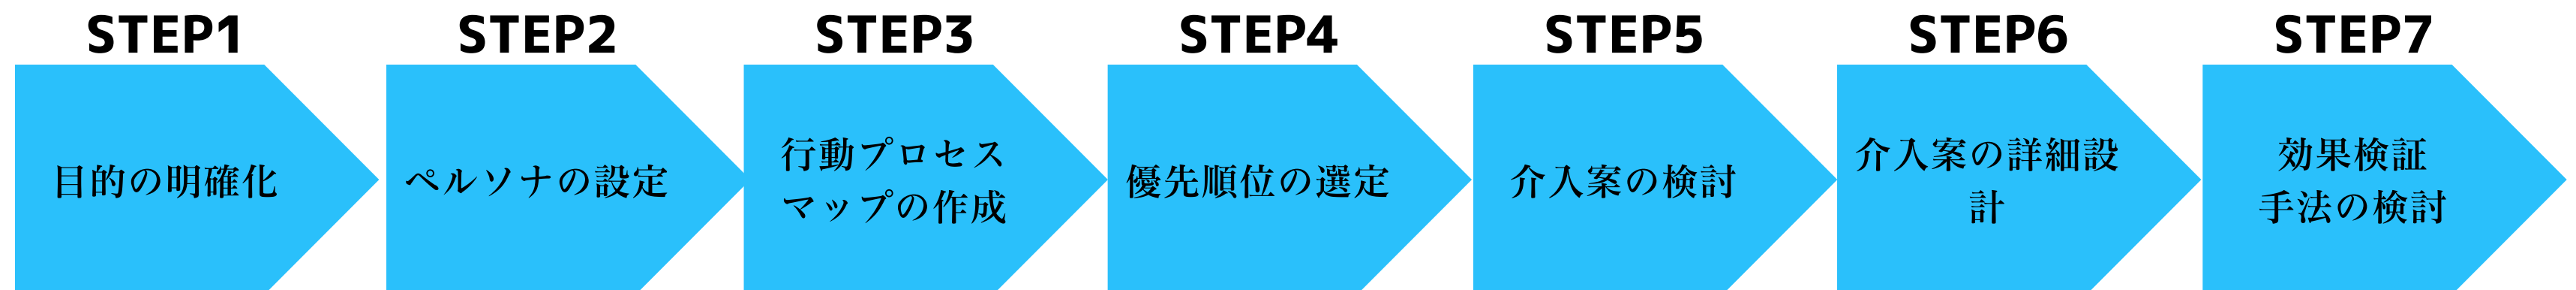 STEP1
目的の明確化
STEP2
ペルソナの設定
STEP3
行動プロセス
マップの作成
STEP4
優先順位の選定
STEP5
介入案の検討
STEP6
介入案の詳細設
計
STEP7
効果検証
手法の検討